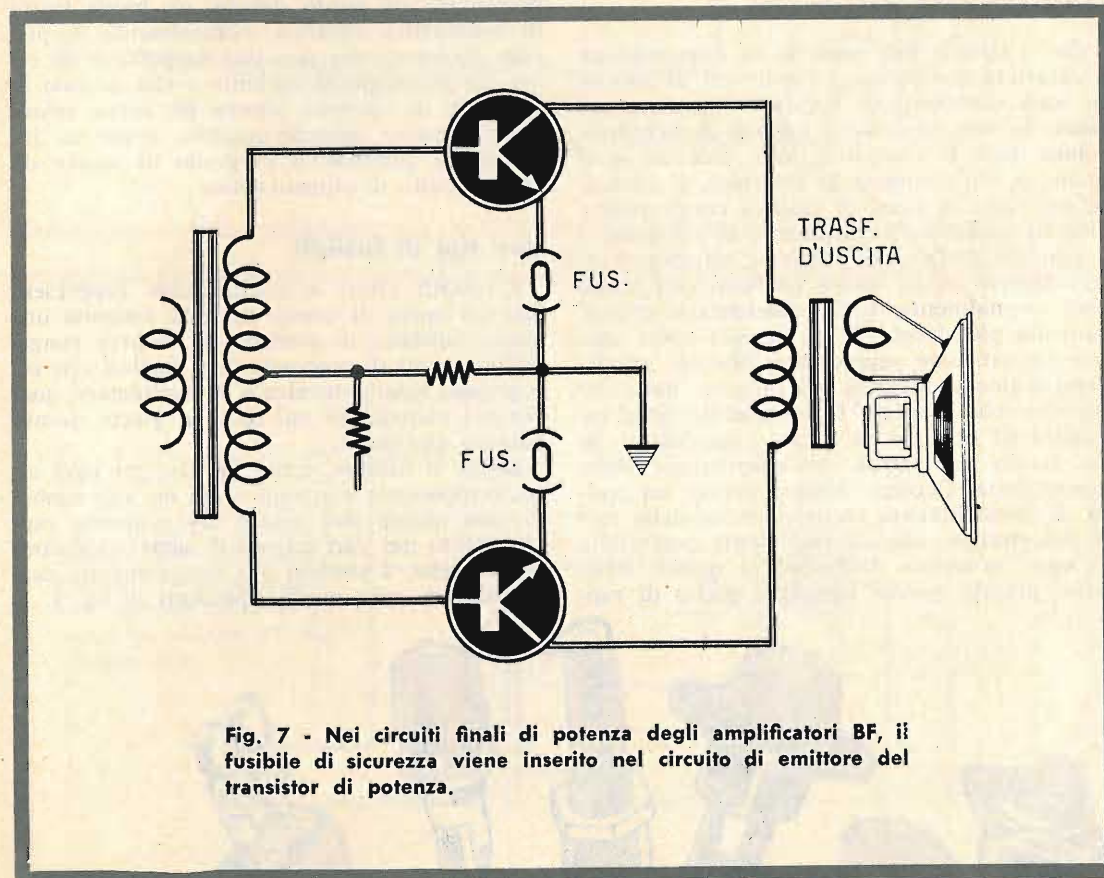 TRASF.
D'USCITA
FUS.
FUS.
Fig. 7 - Nei circuiti finali di potenza degli amplificatori BF, il
fusibile di sicurezza viene inserito nel circuito di emittore del
transistor di potenza.